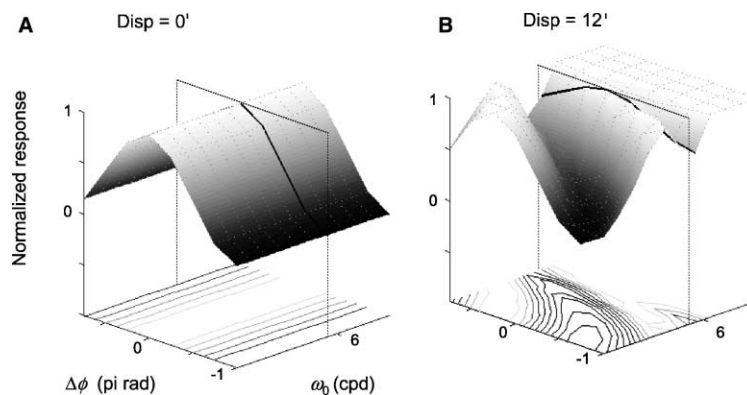 A
Disp = 0'
B
Disp = 12'
Normalized response
1
0
0
-1
6
Δϕ (pi rad)
ω₀ (cpd)
1
0
0
-1
6